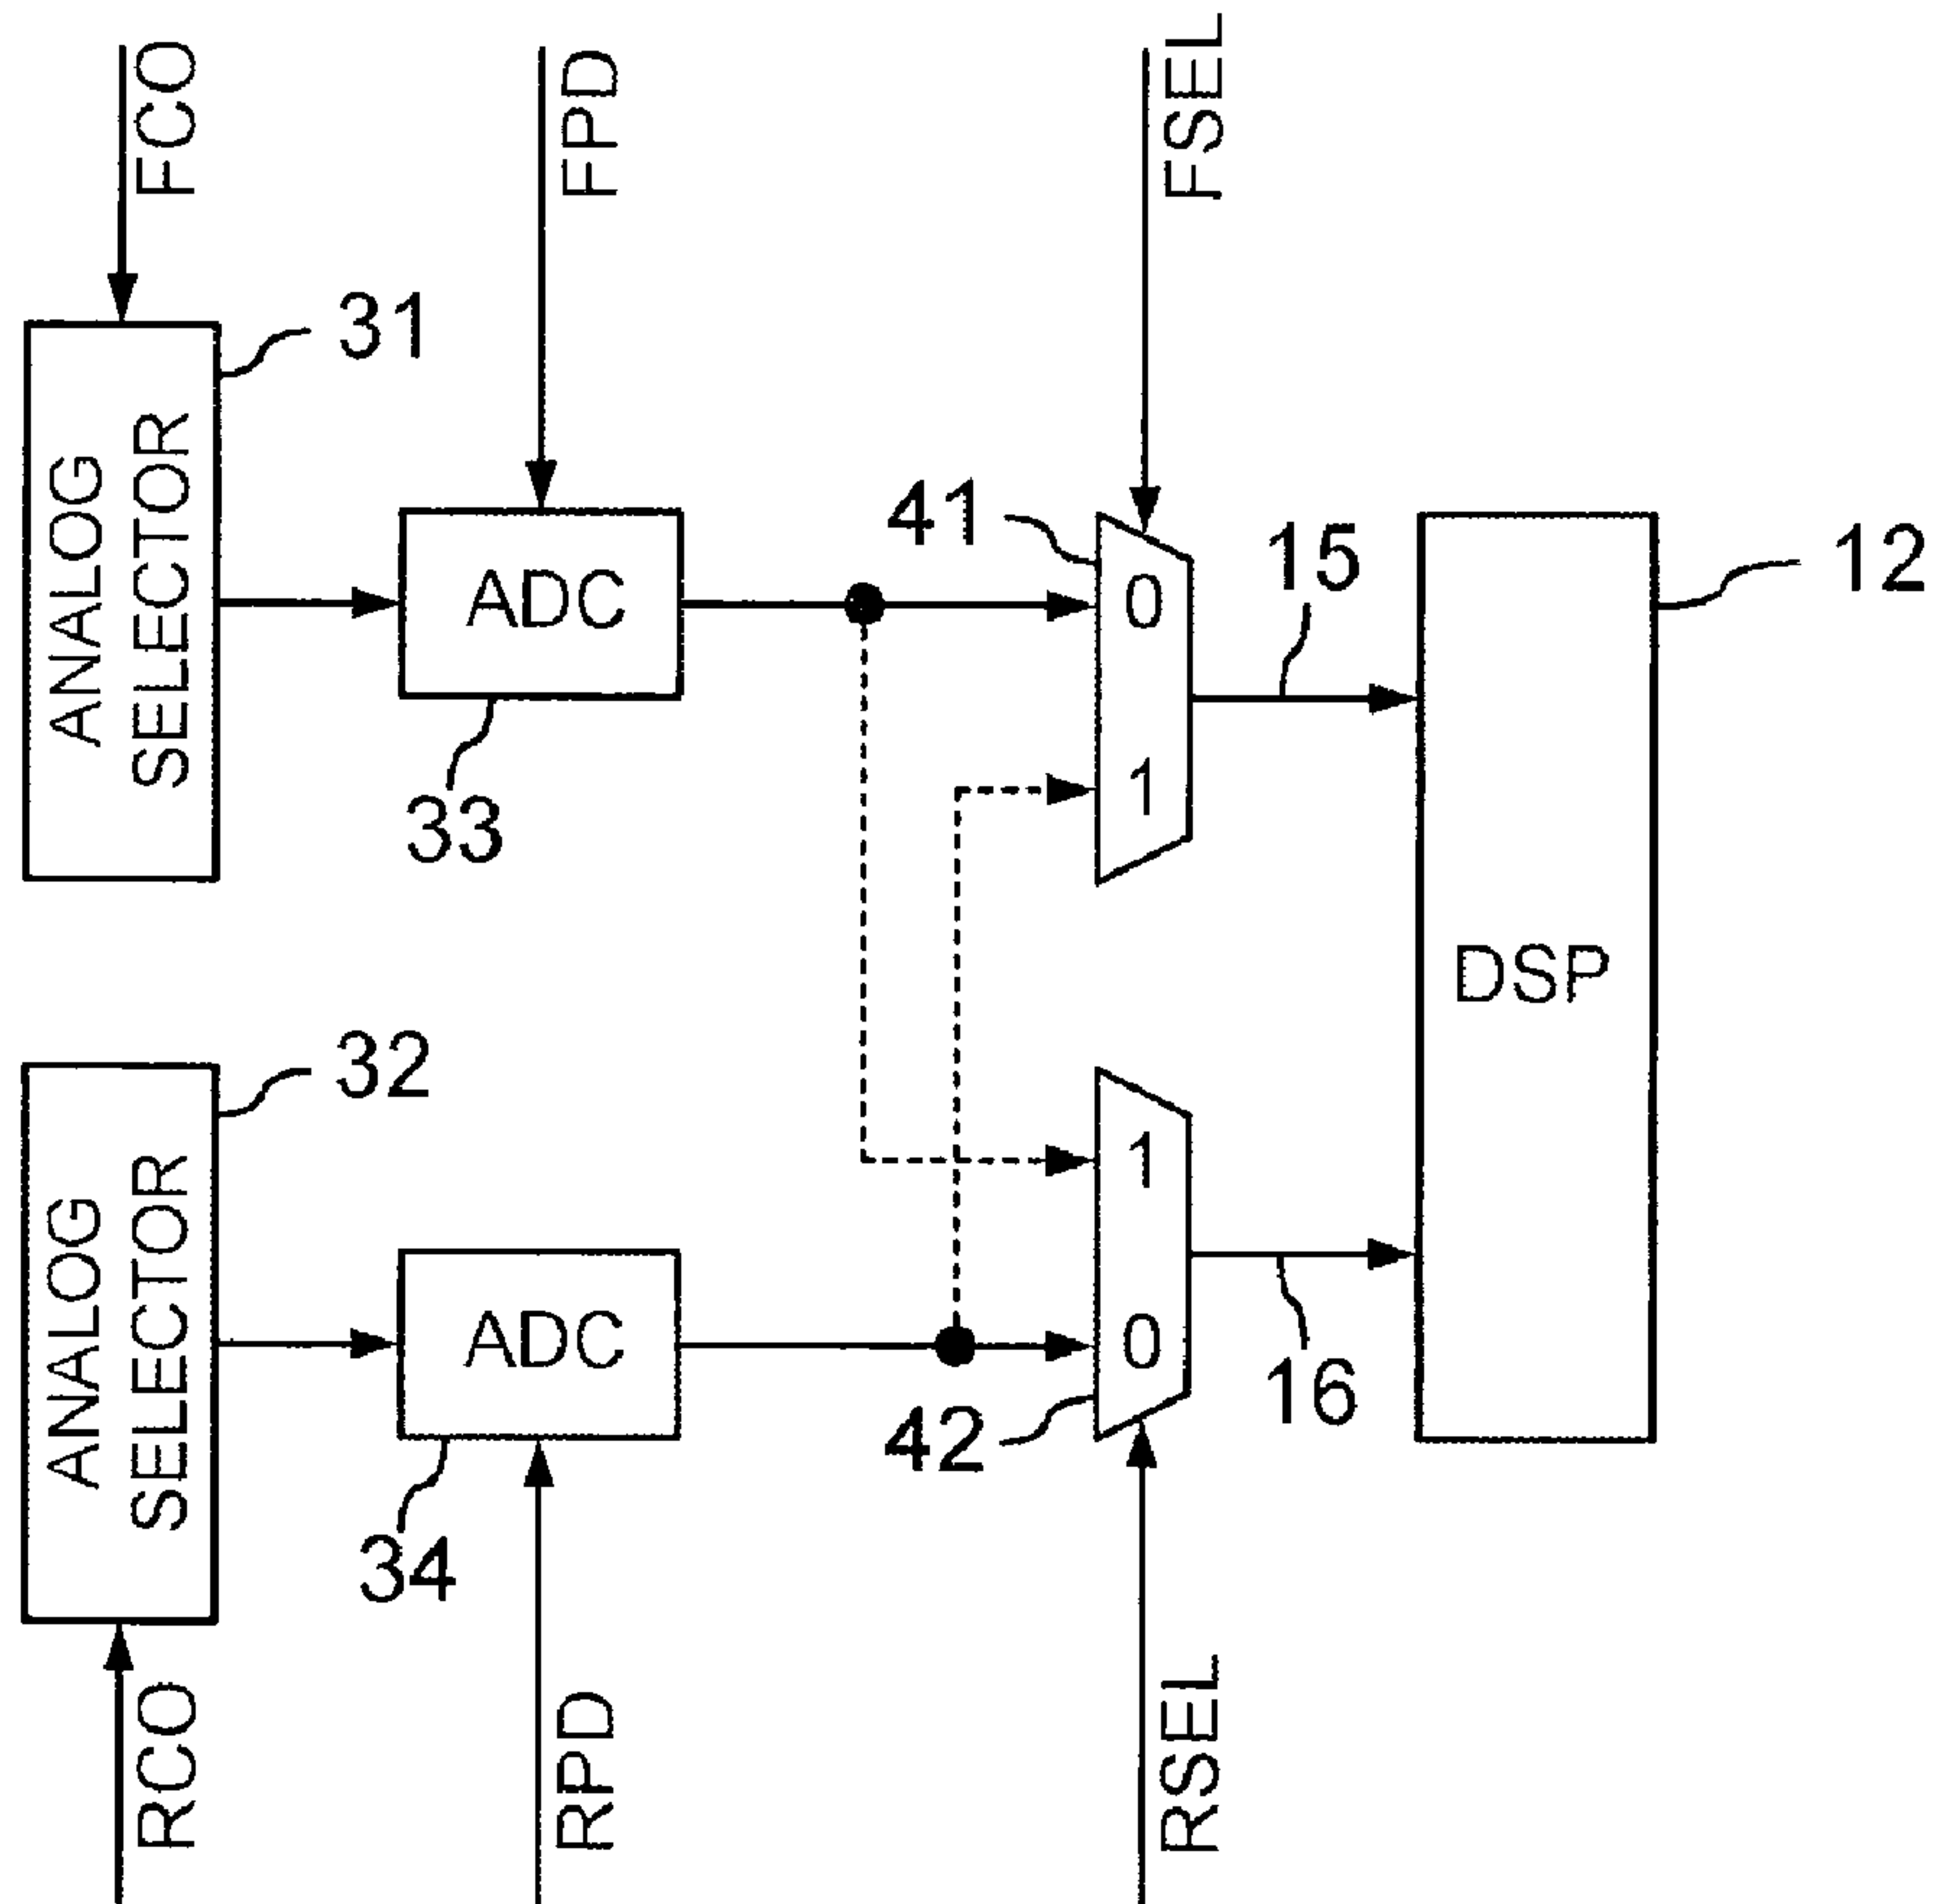 FCO
FPD
FSEL
31
ANALOG
SELECTOR
ADC
33
41
0
1
15
12
DSP
32
ANALOG
SELECTOR
ADC
34
1
0
42
16
RCO
RPD
RSEL